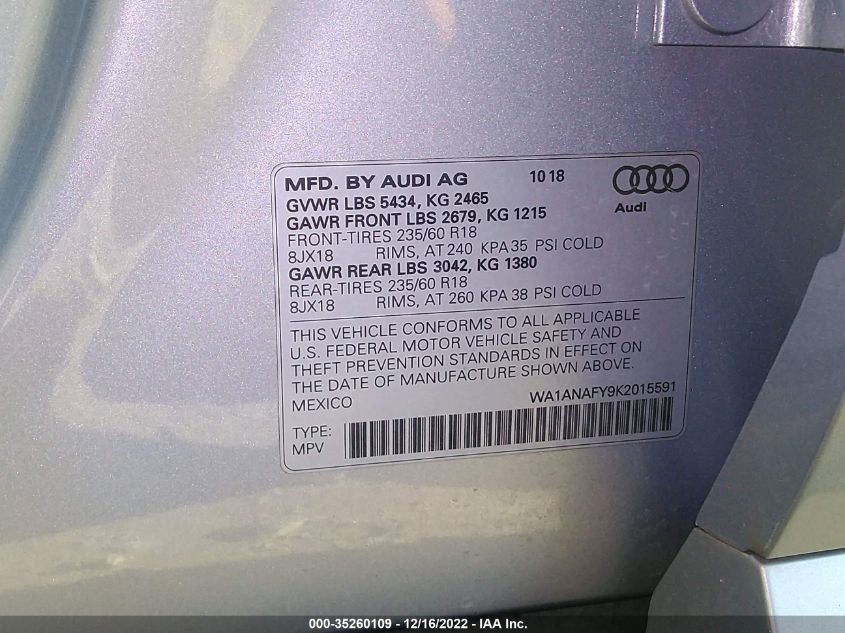 MFD. BY AUDI AG 10 18
GVWR LBS 5434, KG 2465
GAWR FRONT LBS 2679, KG 1215
Audi
FRONT-TIRES 235/60 R18
8JX18 RIMS, AT 240 KPA 35 PSI COLD
GAWR REAR LBS 3042, KG 1380
REAR-TIRES 235/60 R18
8JX18 RIMS, AT 260 KPA 38 PSI COLD
THIS VEHICLE CONFORMS TO ALL APPLICABLE
U.S. FEDERAL MOTOR VEHICLE SAFETY AND
THEFT PREVENTION STANDARDS IN EFFECT ON
THE DATE OF MANUFACTURE SHOWN ABOVE.
MEXICO WA1ANAFY9K2015591
TYPE:
MPV
000-35260109 - 12/16/2022 - IAA Inc.